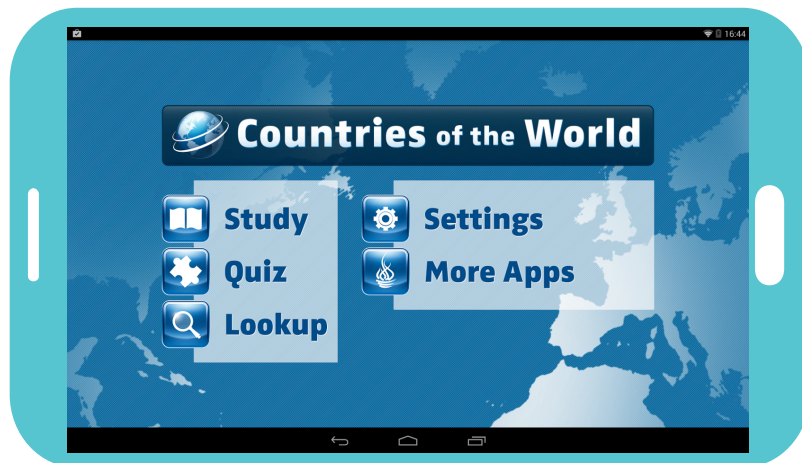 16:44
Countries of the World
Study
Settings
Quiz
More Apps
Lookup